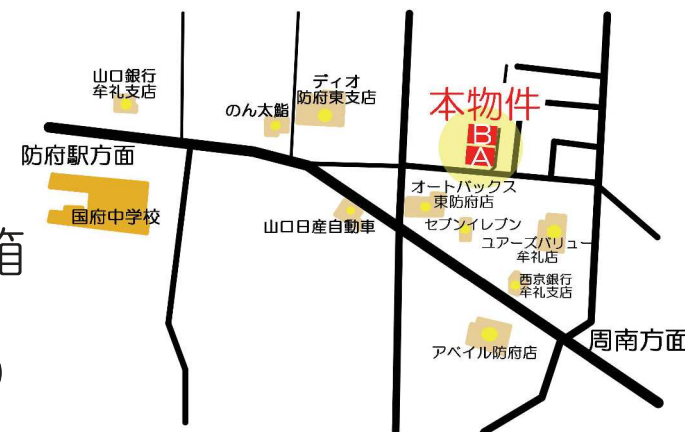 山口銀行
牟礼支店
のん太鮨
ディオ
防府東支店
本物件
B
A
防府駅方面
国府中学校
山口日産自動車
オートバックス
東防府店
セブンイレブン
ユアーズバリュー
牟礼店
西京銀行
牟礼支店
アベイル防府店
周南方面
箱
)